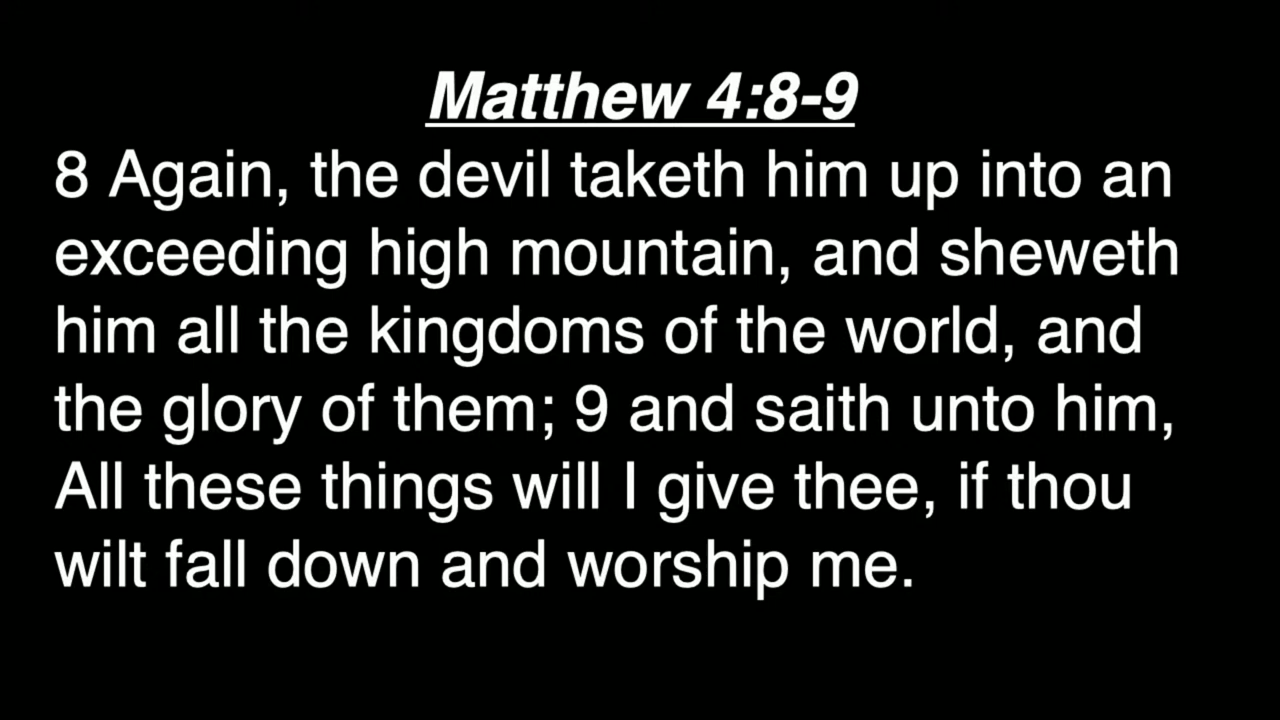 Matthew 4:8-9
8 Again, the devil taketh him up into an
exceeding high mountain, and sheweth
him all the kingdoms of the world, and
the glory of them; 9 and saith unto him,
All these things will I give thee, if thou
wilt fall down and worship me.